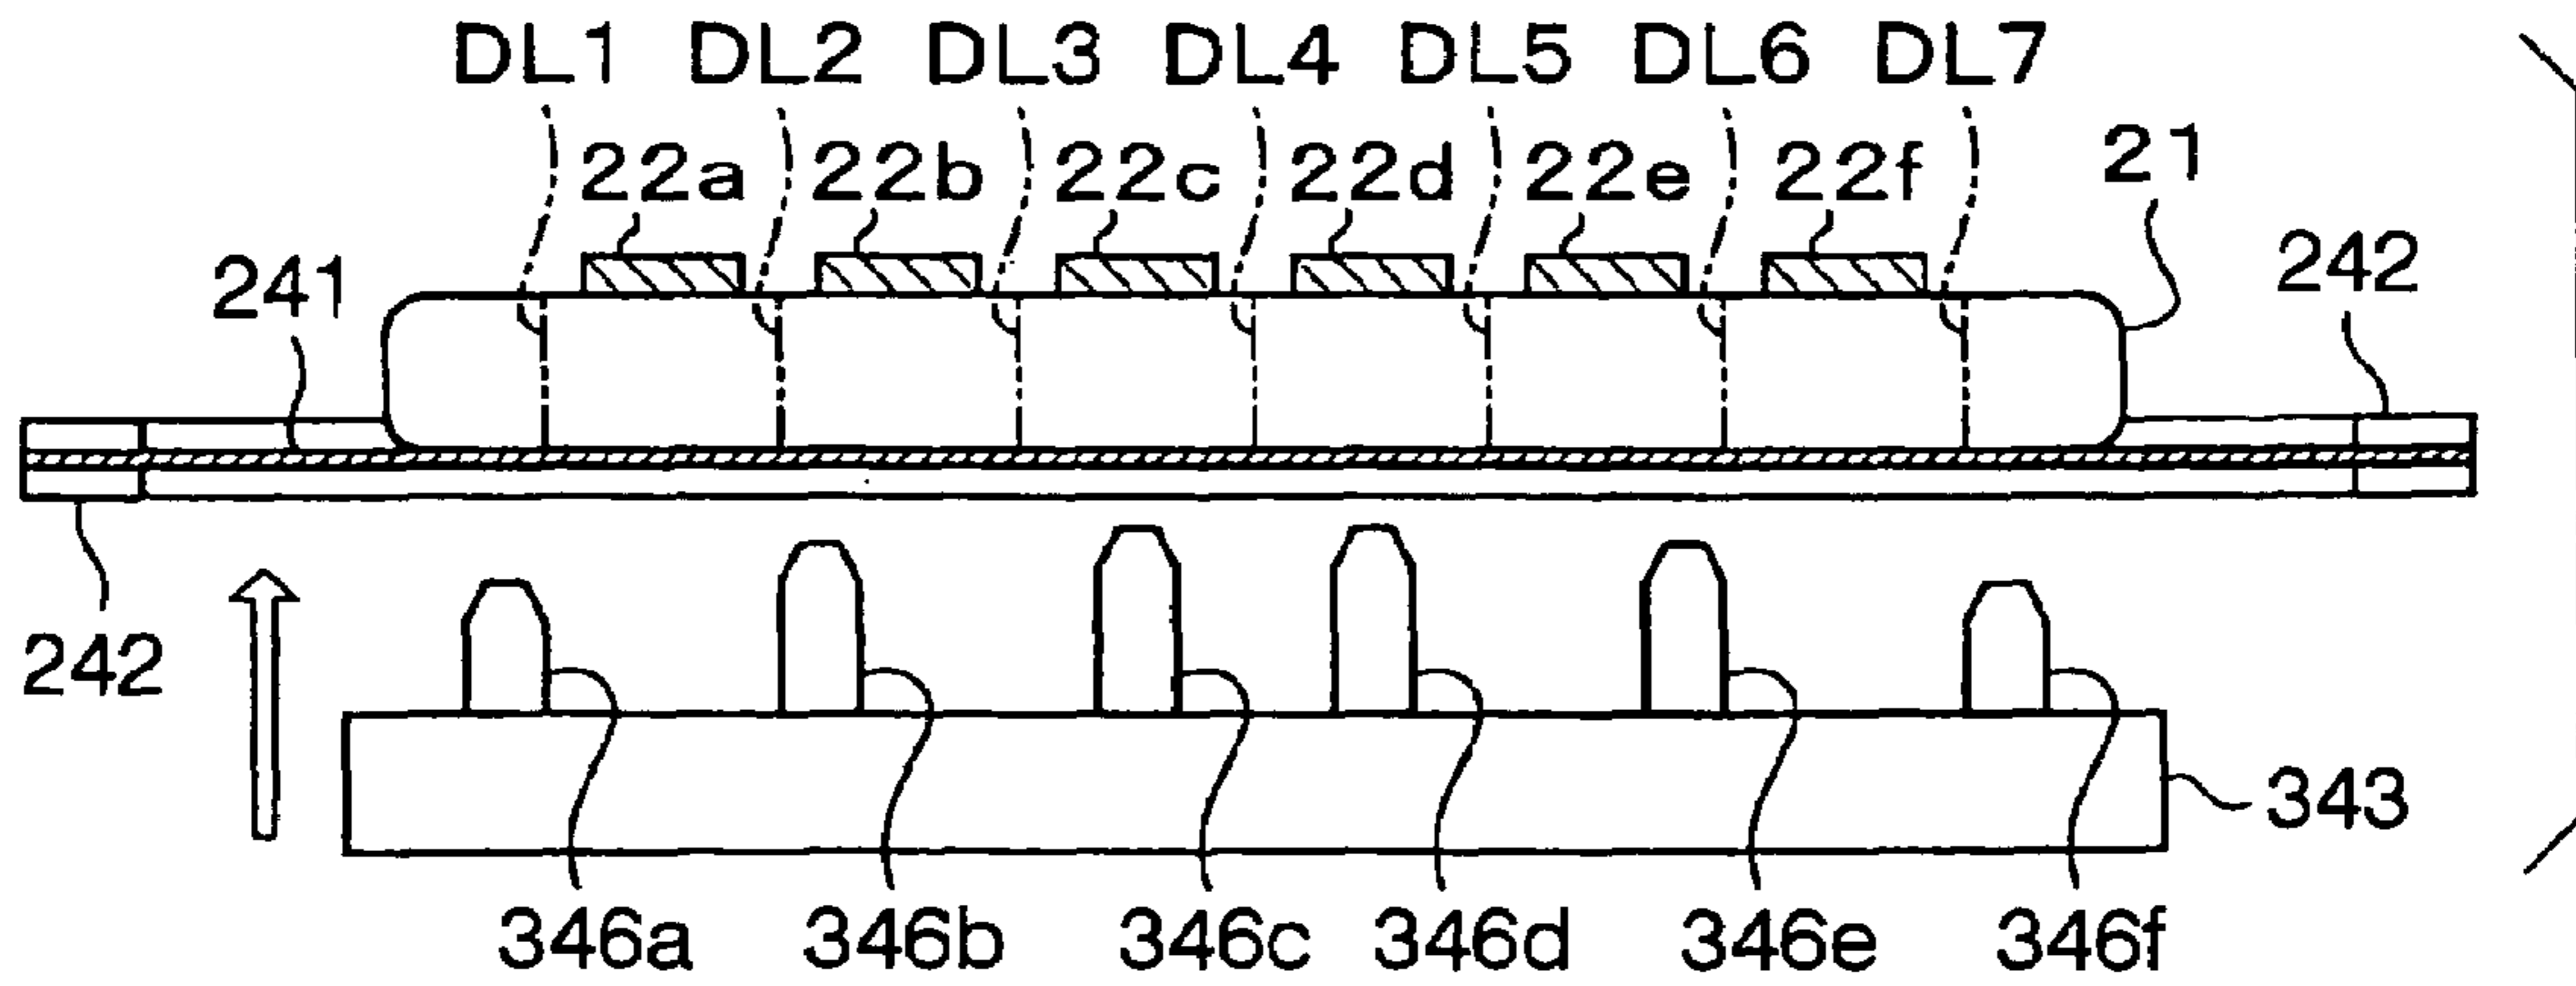 DL1 DL2 DL3 DL4 DL5 DL6 DL7
22a 22b 22c 22d 22e 22f 21
241 242
242
343
346a 346b 346c 346d 346e 346f